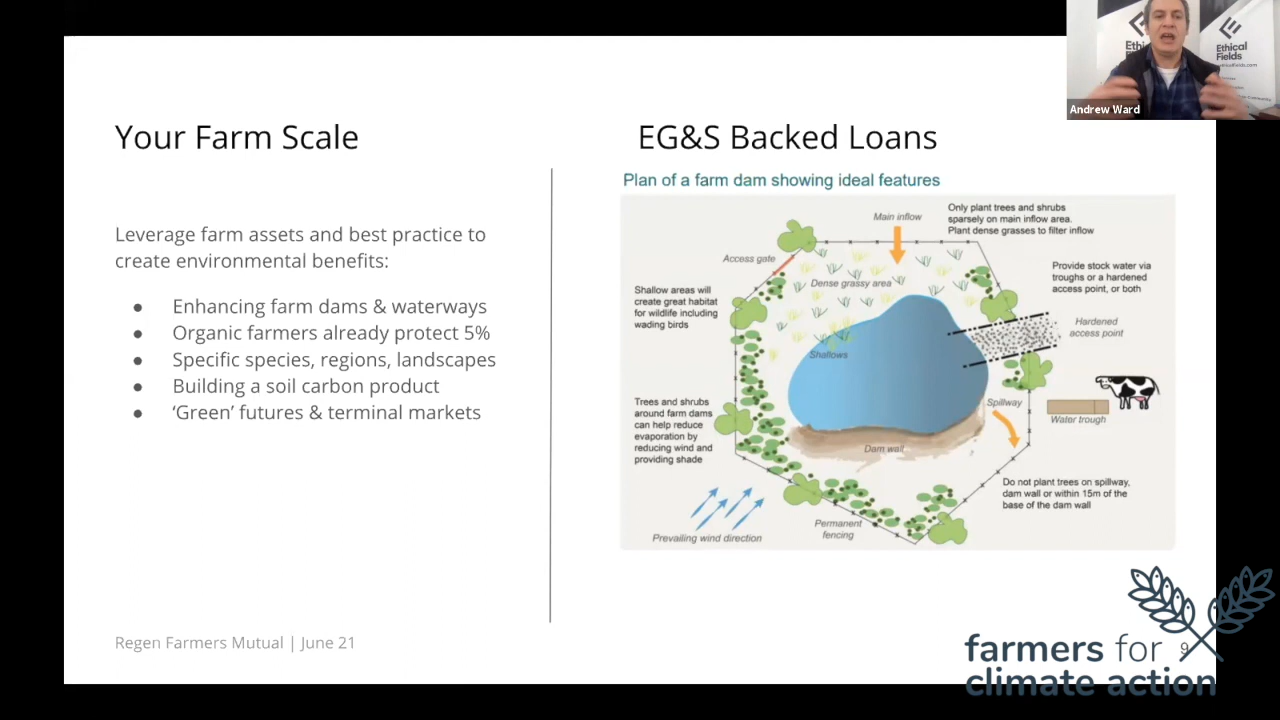 Ethical
Fields
Andrew Ward
Your Farm Scale
EG&S Backed Loans
Leverage farm assets and best practice to
create environmental benefits:
● Enhancing farm dams & waterways
● Organic farmers already protect 5%
● Specific species, regions, landscapes
● Building a soil carbon product
● ‘Green’ futures & terminal markets
Plan of a farm dam showing ideal features
Main inflow
Only plant trees and shrubs
sparsely on main inflow area.
Plant dense grasses to filter inflow
Access gate
Dense grassy area
Provide stock water via
troughs or a hardened
access point, or both
Shallow areas will
create great habitat
for wildlife including
wading birds
Hardened
access point
Shallows
Trees and shrubs
around farm dams
can help reduce
evaporation by
reducing wind and
providing shade
Spillway
Water trough
Dam wall
Do not plant trees on spillway,
dam wall or within 15m of the
base of the dam wall
Prevailing wind direction
Permanent
fencing
Regen Farmers Mutual | June 21
9
farmers for
climate action